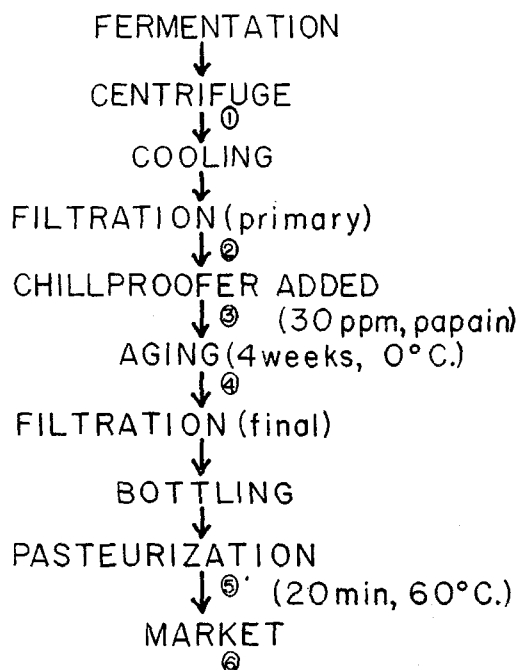 FERMENTATION
CENTRIFUGE
①
COOLING
FILTRATION (primary)
②
CHILLPROOFER ADDED
③ (30 ppm, papain)
AGING (4 weeks, 0°C.)
④
FILTRATION (final)
BOTTLING
PASTEURIZATION
⑤ (20 min, 60°C.)
MARKET
⑥